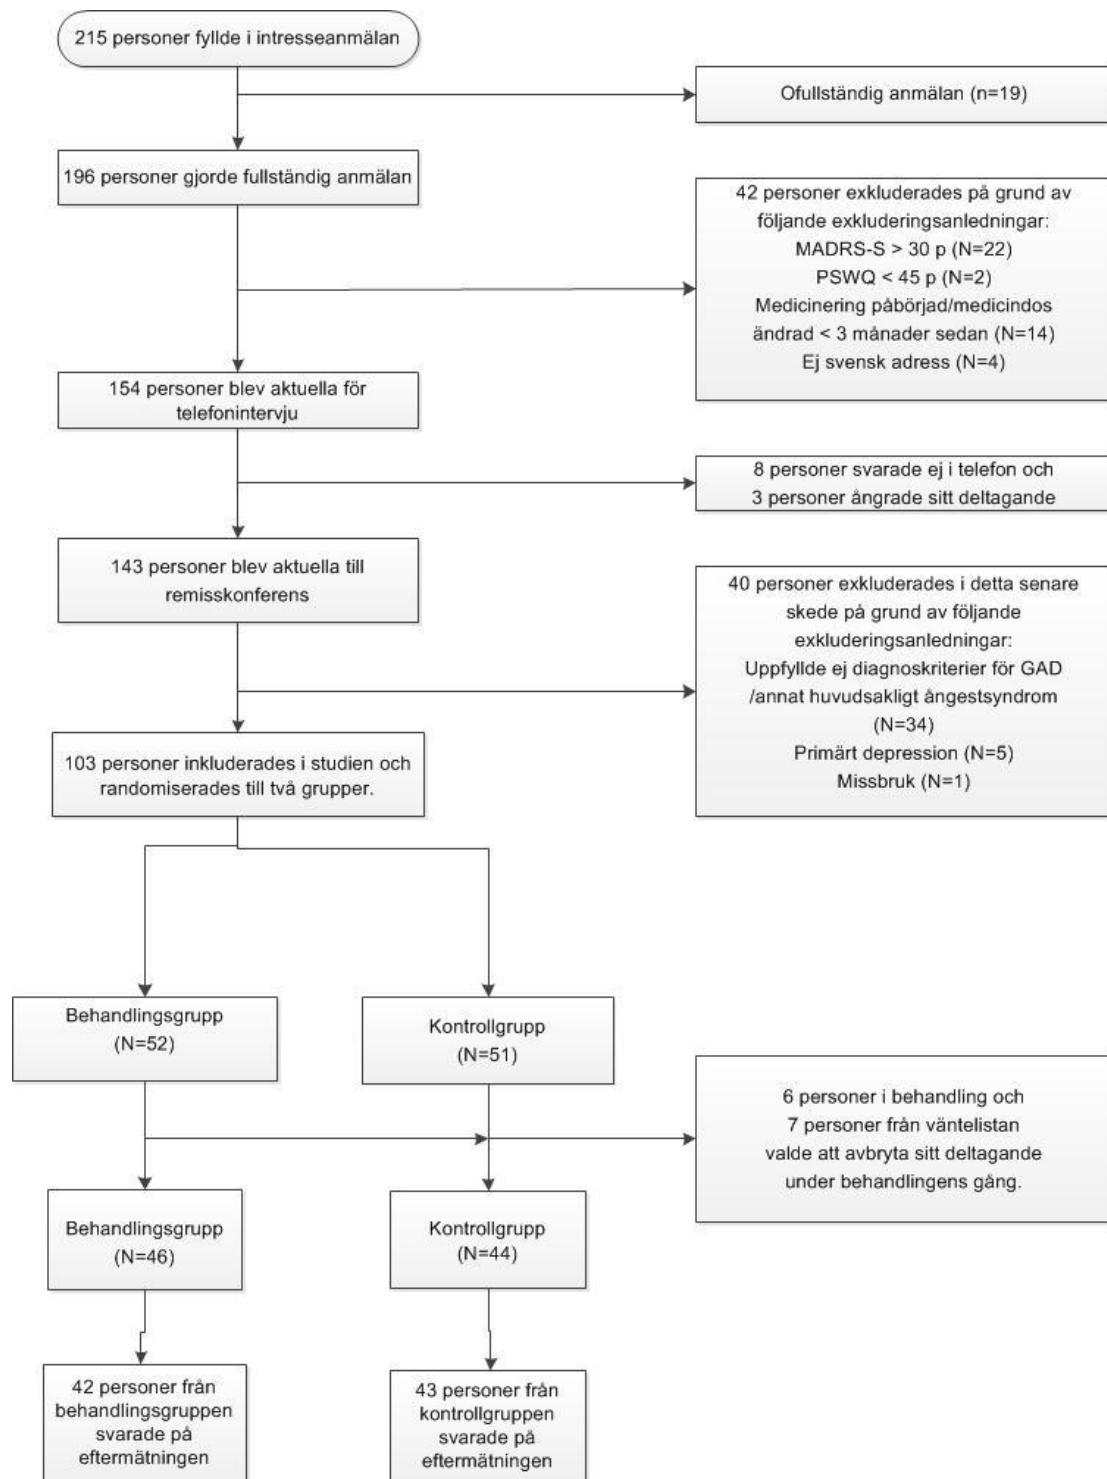 215 personer fyllde i intresseanmälan
Ofullständig anmälan (n=19)
196 personer gjorde fullständig anmälan
42 personer exkluderades på grund av
följande exkluderingsanledningar:
MADRS-S > 30 p (N=22)
PSWQ < 45 p (N=2)
Medicinering påbörjad/medicindos
ändrad < 3 månader sedan (N=14)
Ej svensk adress (N=4)
154 personer blev aktuella för
telefonintervju
8 personer svarade ej i telefon och
3 personer ångrade sitt deltagande
143 personer blev aktuella till
remisskonferens
40 personer exkluderades i detta senare
skede på grund av följande
exkluderingsanledningar:
Uppfyllde ej diagnoskriterier för GAD
/annat huvudsakligt ångestsyndrom
(N=34)
Primärt depression (N=5)
Missbruk (N=1)
103 personer inkluderades i studien och
randomiserades till två grupper.
Behandlingsgrupp
(N=52)
Kontrollgrupp
(N=51)
6 personer i behandling och
7 personer från väntelistan
valde att avbryta sitt deltagande
under behandlingens gång.
Behandlingsgrupp
(N=46)
Kontrollgrupp
(N=44)
42 personer från
behandlingsgruppen
svarade på
eftermätningen
43 personer från
kontrollgruppen
svarade på
eftermätningen